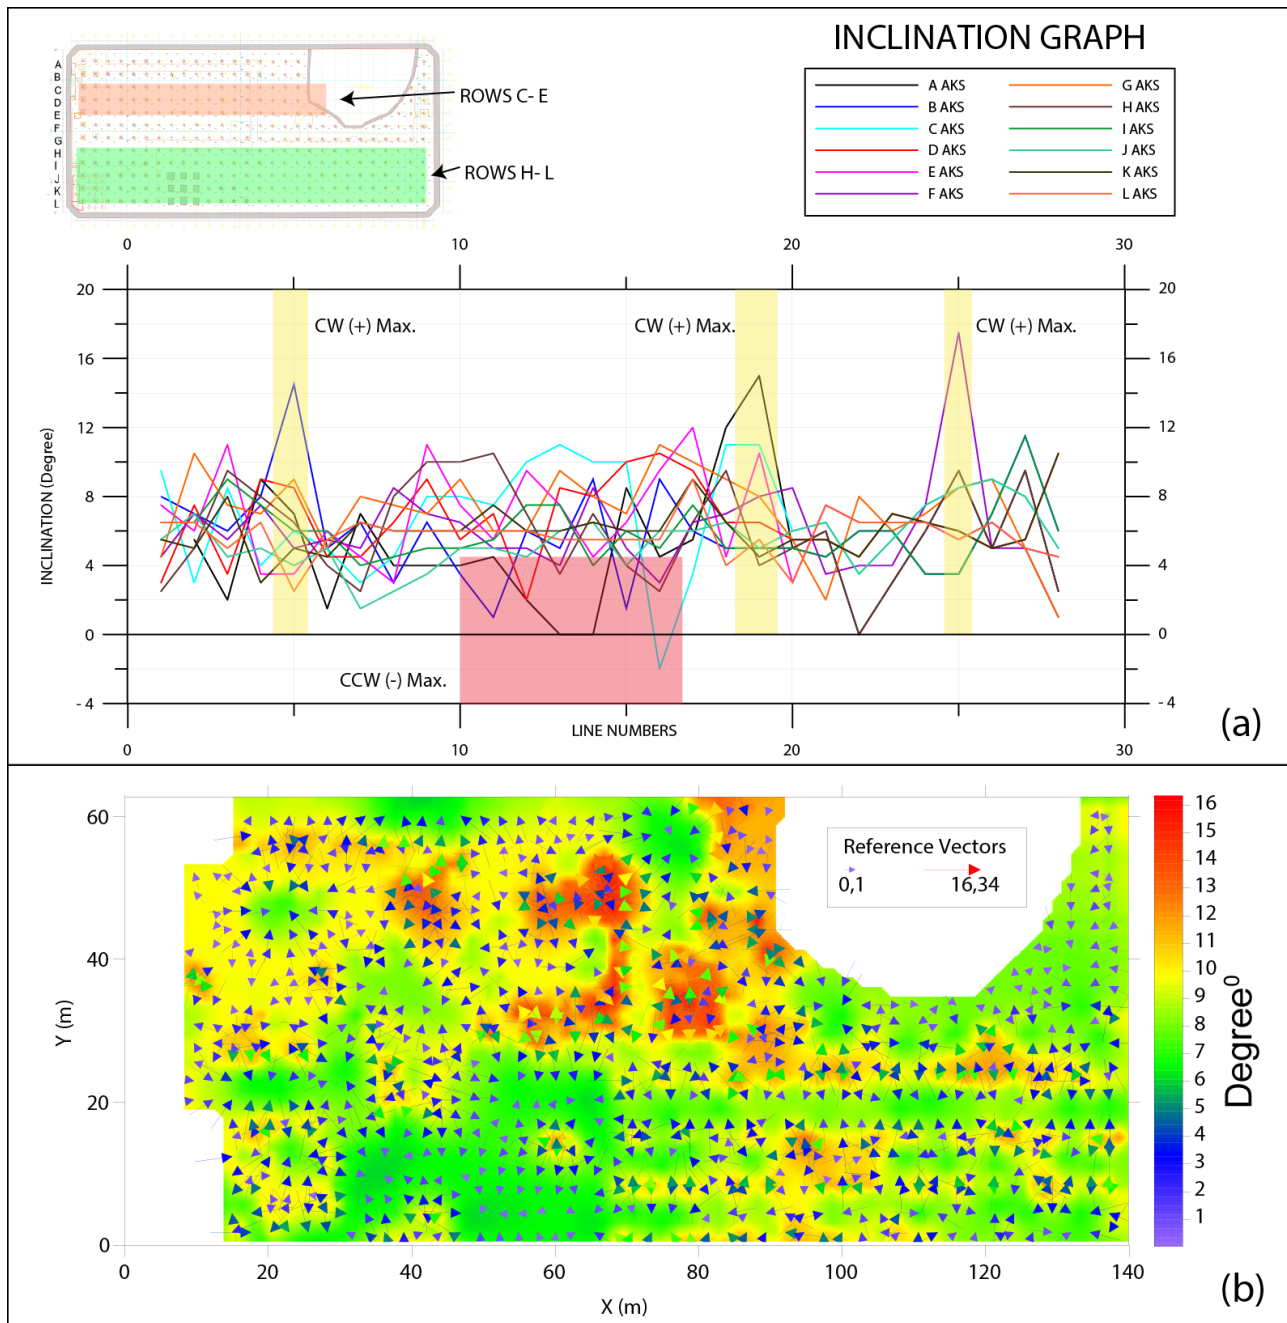 INCLINATION GRAPH
A
B
C
D
E
F
G
H
I
J
K
L
ROWS C- E
ROWS H- L
A AKS
B AKS
C AKS
D AKS
E AKS
F AKS
G AKS
H AKS
I AKS
J AKS
K AKS
L AKS
0 10 20 30
20 20
CW (+) Max. CW (+) Max. CW (+) Max.
16 16
12 12
INCLINATION (Degree)
8 8
4 4
0 0
CCW (-) Max.
- 4 - 4
LINE NUMBERS
0 10 20 30
(a)
60
40
20
0
Y (m)
0 20 40 60 80 100 120 140
X (m)
Reference Vectors
0,1 16,34
16
15
14
13
12
11
10
9
8
7
6
5
4
3
2
1
Degree⁰
(b)